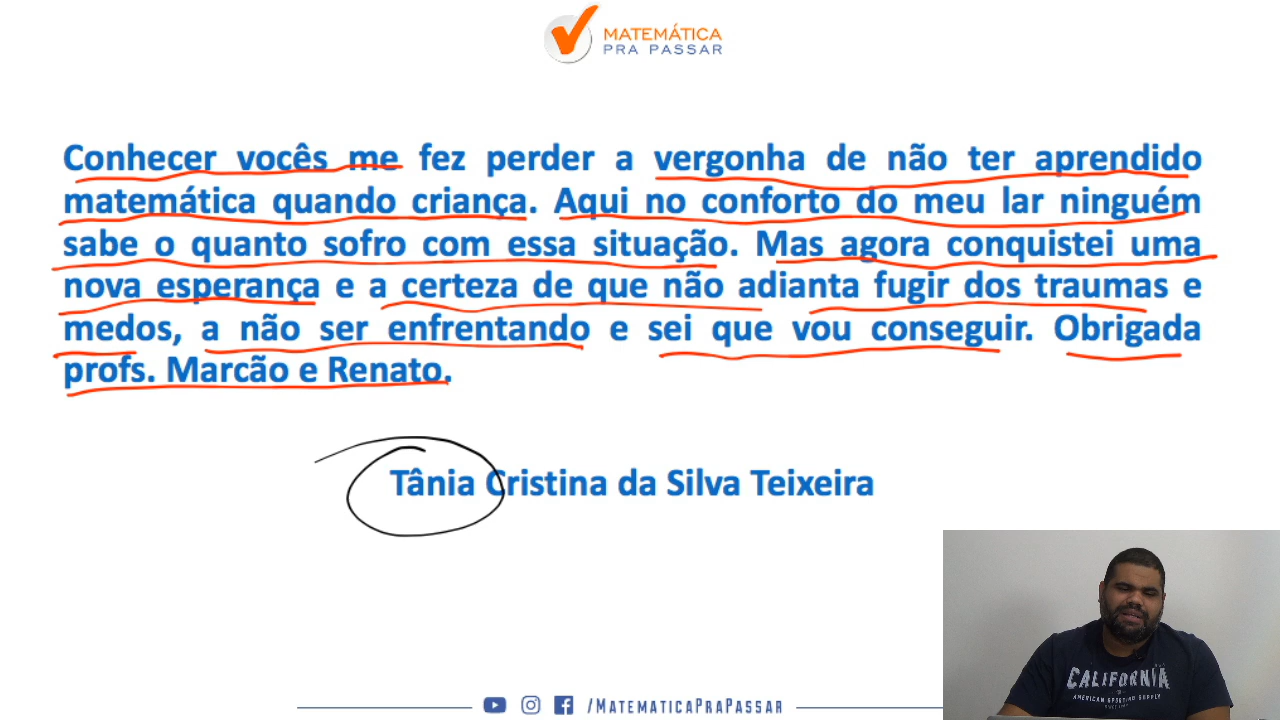 MATEMÁTICA
PRA PASSAR
Conhecer vocês me fez perder a vergonha de não ter aprendido
matemática quando criança. Aqui no conforto do meu lar ninguém
sabe o quanto sofro com essa situação. Mas agora conquistei uma
nova esperança e a certeza de que não adianta fugir dos traumas e
medos, a não ser enfrentando e sei que vou conseguir. Obrigada
profs. Marcão e Renato.
Tânia Cristina da Silva Teixeira
CALIFORNIA
AMERICAN SPORTING SUPPLY
/MATEMATICAPRAPASSAR